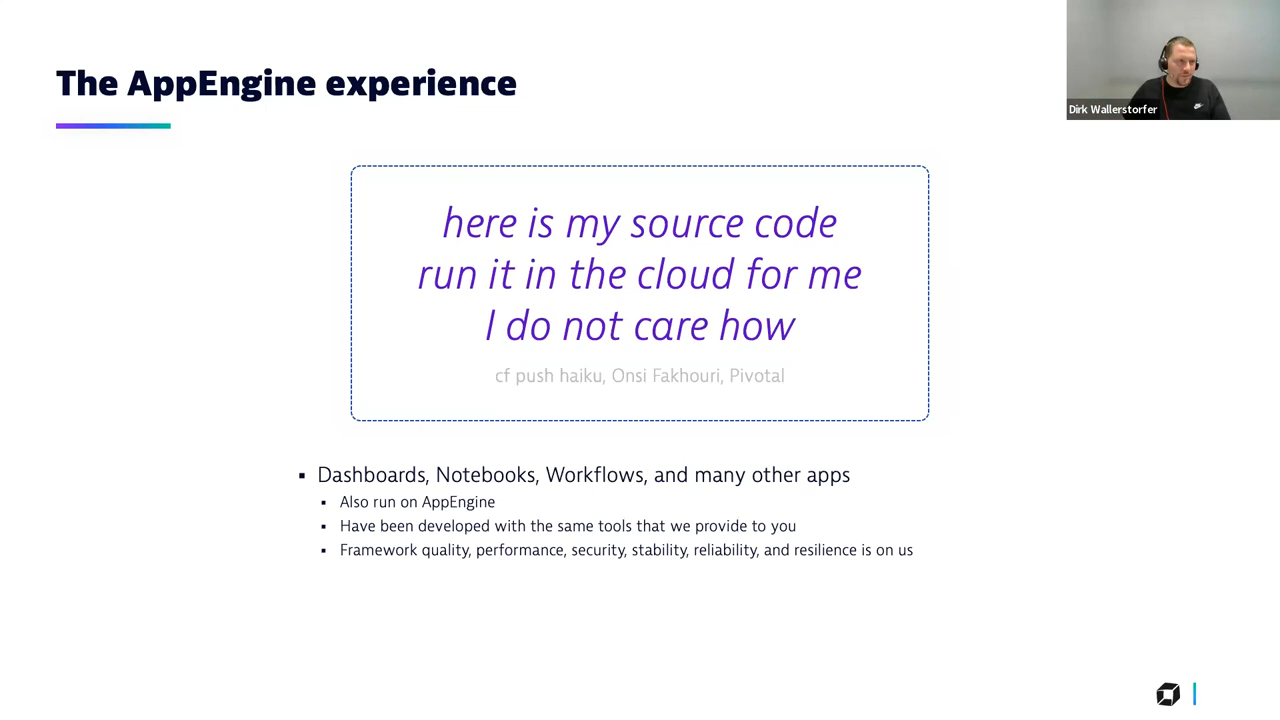 The AppEngine experience
Dirk Wallerstorfer
here is my source code
run it in the cloud for me
I do not care how
cf push haiku, Onsi Fakhouri, Pivotal
▪ Dashboards, Notebooks, Workflows, and many other apps
▪ Also run on AppEngine
▪ Have been developed with the same tools that we provide to you
▪ Framework quality, performance, security, stability, reliability, and resilience is on us